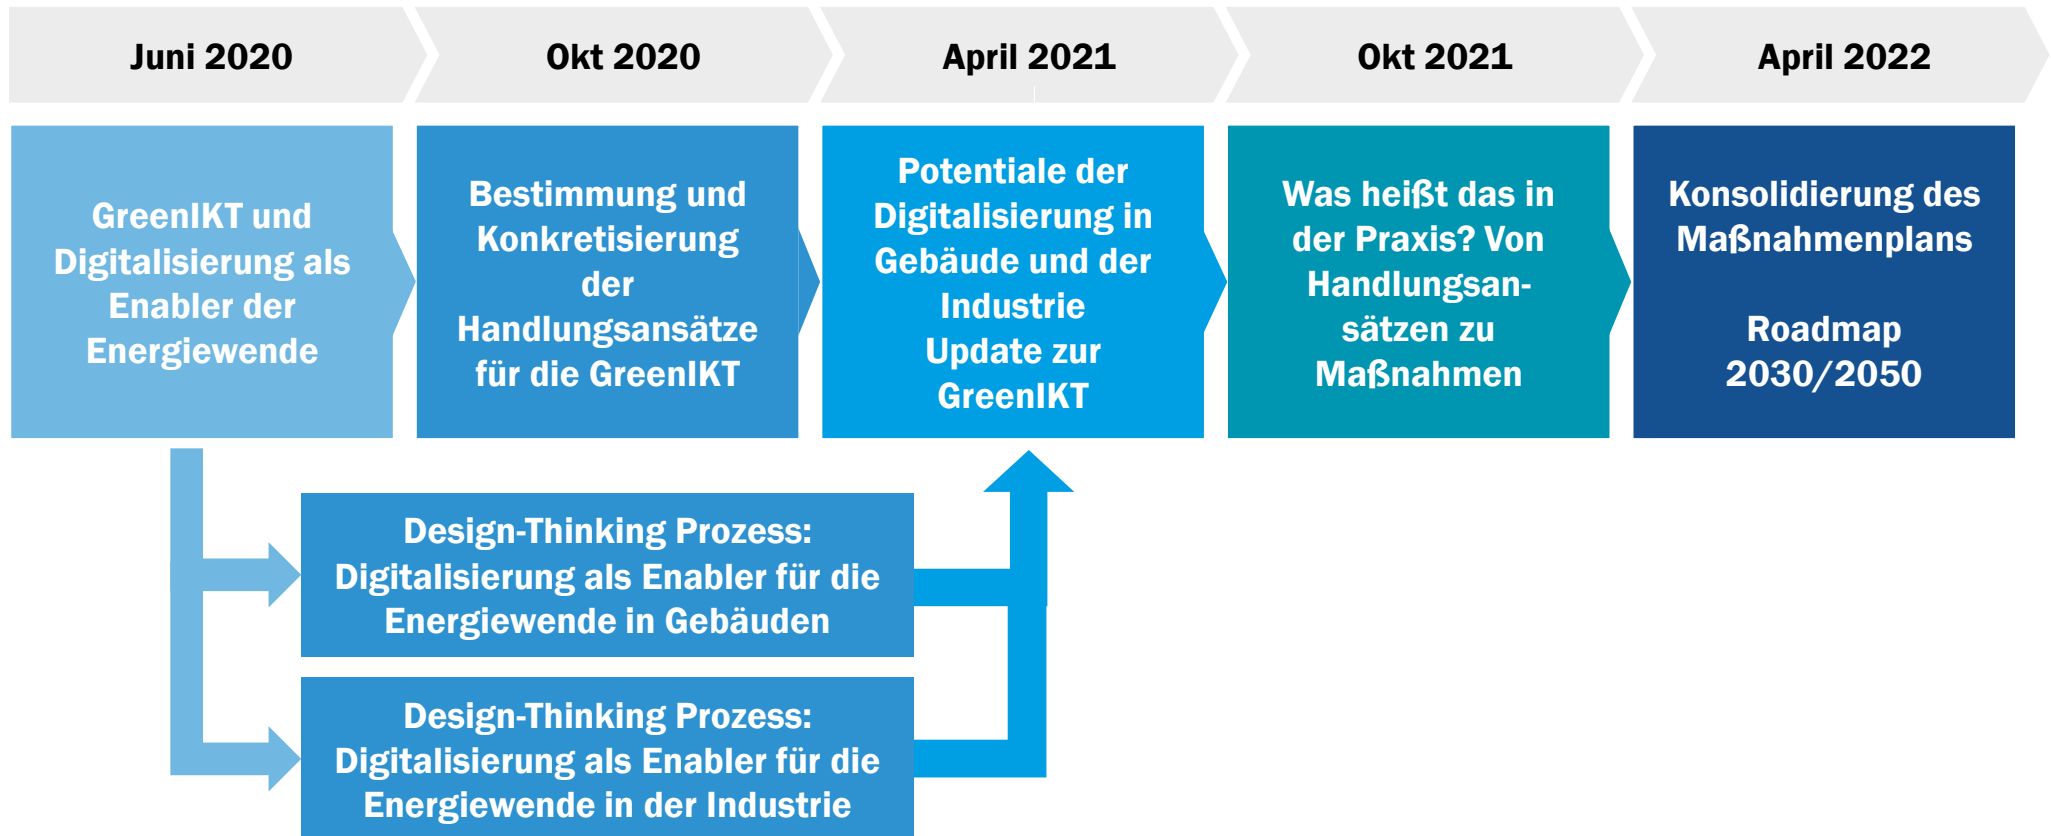 Juni 2020
Okt 2020
April 2021
Okt 2021
April 2022
GreenIKT und
Digitalisierung als
Enabler der
Energiewende
Bestimmung und
Konkretisierung
der
Handlungsansätze
für die GreenIKT
Potentiale der
Digitalisierung in
Gebäude und der
Industrie
Update zur
GreenIKT
Was heißt das in
der Praxis? Von
Handlungsan-
sätzen zu
Maßnahmen
Konsolidierung des
Maßnahmenplans
Roadmap
2030/2050
Design-Thinking Prozess:
Digitalisierung als Enabler für die
Energiewende in Gebäuden
Design-Thinking Prozess:
Digitalisierung als Enabler für die
Energiewende in der Industrie